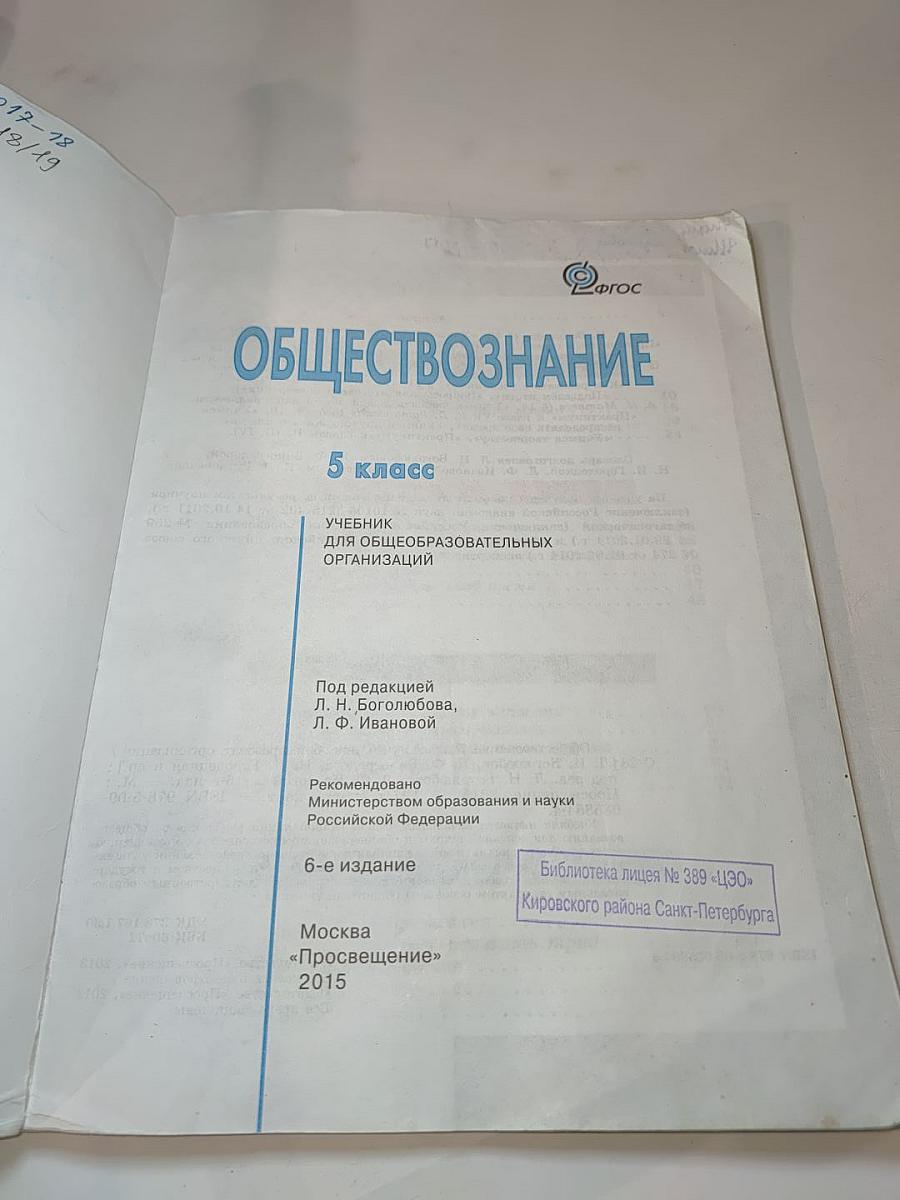 017-18
18/19
ФГОС
ОБЩЕСТВОЗНАНИЕ
5 класс
УЧЕБНИК
ДЛЯ ОБЩЕОБРАЗОВАТЕЛЬНЫХ
ОРГАНИЗАЦИЙ
Под редакцией
Л. Н. Боголюбова,
Л. Ф. Ивановой
Рекомендовано
Министерством образования и науки
Российской Федерации
6-е издание
Библиотека лицея № 389 «ЦЭО»
Кировского района Санкт-Петербурга
Москва
«Просвещение»
2015